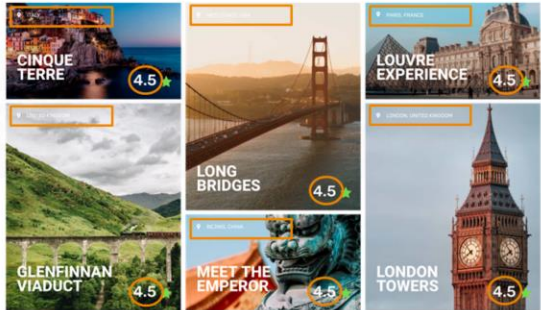 ITALY
CINQUE
TERRE
4.5
LONG
BRIDGES
4.5
PARIS, FRANCE
LOUVRE
EXPERIENCE
4.5
GLENFINNAN
VIADUCT
4.5
BEIJING, CHINA
MEET THE
EMPEROR
4.5
LONDON, UNITED KINGDOM
LONDON
TOWERS
4.5